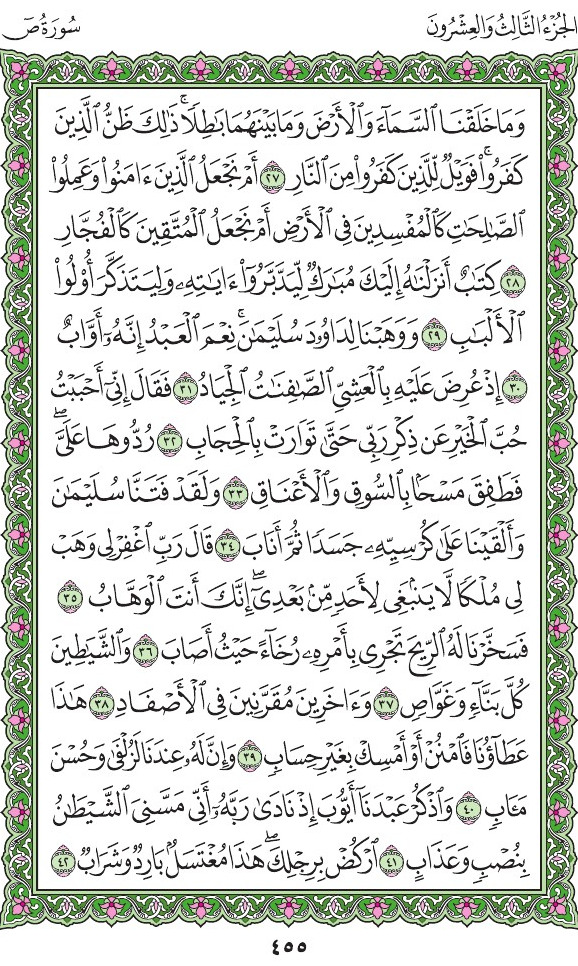 الجزء الثالث والعشرون
سورة ص
وَمَا خَلَقْنَا ٱلسَّمَآءَ وَٱلْأَرْضَ وَمَا بَيْنَهُمَا بَٰطِلًا ۚ ذَٰلِكَ ظَنُّ ٱلَّذِينَ
كَفَرُوا۟ ۚ فَوَيْلٌ لِّلَّذِينَ كَفَرُوا۟ مِنَ ٱلنَّارِ ٢٧ أَمْ نَجْعَلُ ٱلَّذِينَ ءَامَنُوا۟ وَعَمِلُوا۟
ٱلصَّٰلِحَٰتِ كَٱلْمُفْسِدِينَ فِى ٱلْأَرْضِ أَمْ نَجْعَلُ ٱلْمُتَّقِينَ كَٱلْفُجَّارِ
٢٨ كِتَٰبٌ أَنزَلْنَٰهُ إِلَيْكَ مُبَٰرَكٌ لِّيَدَّبَّرُوٓا۟ ءَايَٰتِهِۦ وَلِيَتَذَكَّرَ أُو۟لُوا۟
ٱلْأَلْبَٰبِ ٢٩ وَوَهَبْنَا لِدَاوُۥدَ سُلَيْمَٰنَ ۚ نِعْمَ ٱلْعَبْدُ إِنَّهُۥٓ أَوَّابٌ
٣٠ إِذْ عُرِضَ عَلَيْهِ بِٱلْعَشِىِّ ٱلصَّٰفِنَٰتُ ٱلْجِيَادُ ٣١ فَقَالَ إِنِّىٓ أَحْبَبْتُ
حُبَّ ٱلْخَيْرِ عَن ذِكْرِ رَبِّى حَتَّىٰ تَوَارَتْ بِٱلْحِجَابِ ٣٢ رُدُّوهَا عَلَىَّ ۖ
فَطَفِقَ مَسْحًۢا بِٱلسُّوقِ وَٱلْأَعْنَاقِ ٣٣ وَلَقَدْ فَتَنَّا سُلَيْمَٰنَ
وَأَلْقَيْنَا عَلَىٰ كُرْسِيِّهِۦ جَسَدًا ثُمَّ أَنَابَ ٣٤ قَالَ رَبِّ ٱغْفِرْ لِى وَهَبْ
لِى مُلْكًا لَّا يَنۢبَغِى لِأَحَدٍ مِّنۢ بَعْدِىٓ ۖ إِنَّكَ أَنتَ ٱلْوَهَّابُ ٣٥
فَسَخَّرْنَا لَهُ ٱلرِّيحَ تَجْرِى بِأَمْرِهِۦ رُخَآءً حَيْثُ أَصَابَ ٣٦ وَٱلشَّيَٰطِينَ
كُلَّ بَنَّآءٍ وَغَوَّاصٍ ٣٧ وَءَاخَرِينَ مُقَرَّنِينَ فِى ٱلْأَصْفَادِ ٣٨ هَٰذَا
عَطَآؤُنَا فَٱمْنُنْ أَوْ أَمْسِكْ بِغَيْرِ حِسَابٍ ٣٩ وَإِنَّ لَهُۥ عِندَنَا لَزُلْفَىٰ وَحُسْنَ
مَـَٔابٍ ٤٠ وَٱذْكُرْ عَبْدَنَآ أَيُّوبَ إِذْ نَادَىٰ رَبَّهُۥٓ أَنِّى مَسَّنِىَ ٱلشَّيْطَٰنُ
بِنُصْبٍ وَعَذَابٍ ٤١ ٱرْكُضْ بِرِجْلِكَ ۖ هَٰذَا مُغْتَسَلٌۢ بَارِدٌ وَشَرَابٌ ٤٢
٤٥٥